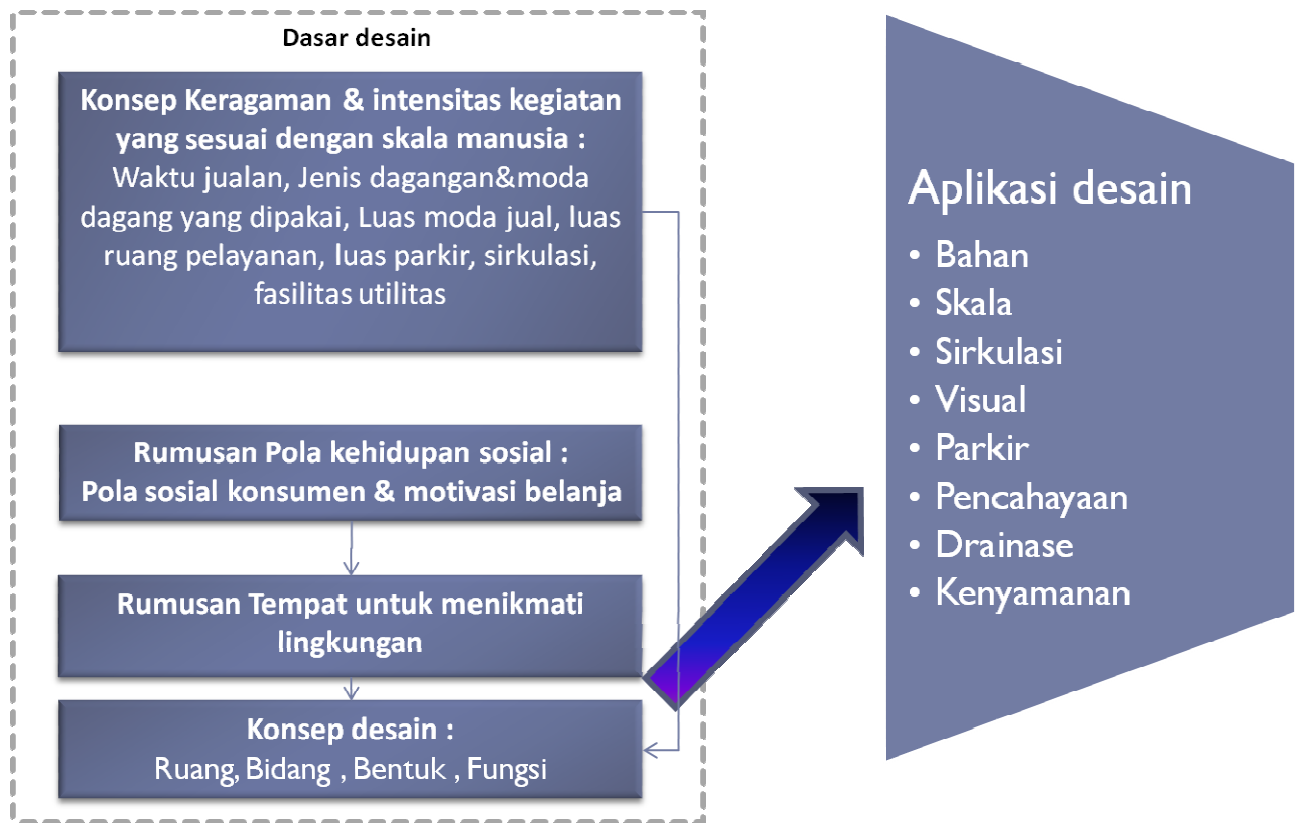 Dasar desain
Konsep Keragaman & intensitas kegiatan
yang sesuai dengan skala manusia :
Waktu jualan, Jenis dagangan&moda
dagang yang dipakai, Luas moda jual, luas
ruang pelayanan, luas parkir, sirkulasi,
fasilitas utilitas
Rumusan Pola kehidupan sosial :
Pola sosial konsumen & motivasi belanja
Rumusan Tempat untuk menikmati
lingkungan
Konsep desain :
Ruang, Bidang , Bentuk , Fungsi
Aplikasi desain
• Bahan
• Skala
• Sirkulasi
• Visual
• Parkir
• Pencahayaan
• Drainase
• Kenyamanan